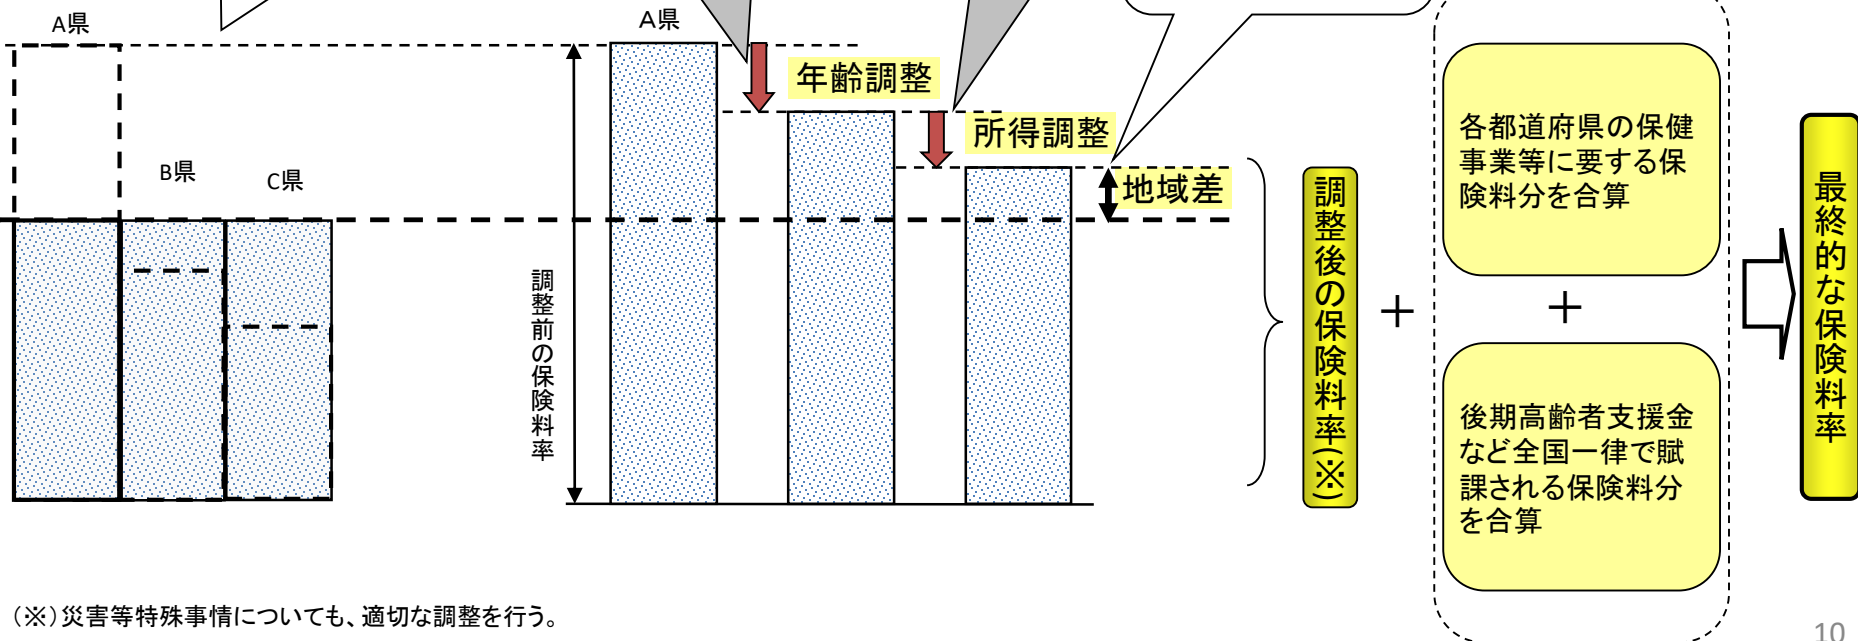 A県
B県
C県
A県
調整前の保険料率
年齢調整
所得調整
地域差
調整後の保険料率(※)
＋
各都道府県の保健
事業等に要する保
険料分を合算
＋
後期高齢者支援金
など全国一律で賦
課される保険料分
を合算
最終的な保険料率
(※)災害等特殊事情についても、適切な調整を行う。
10